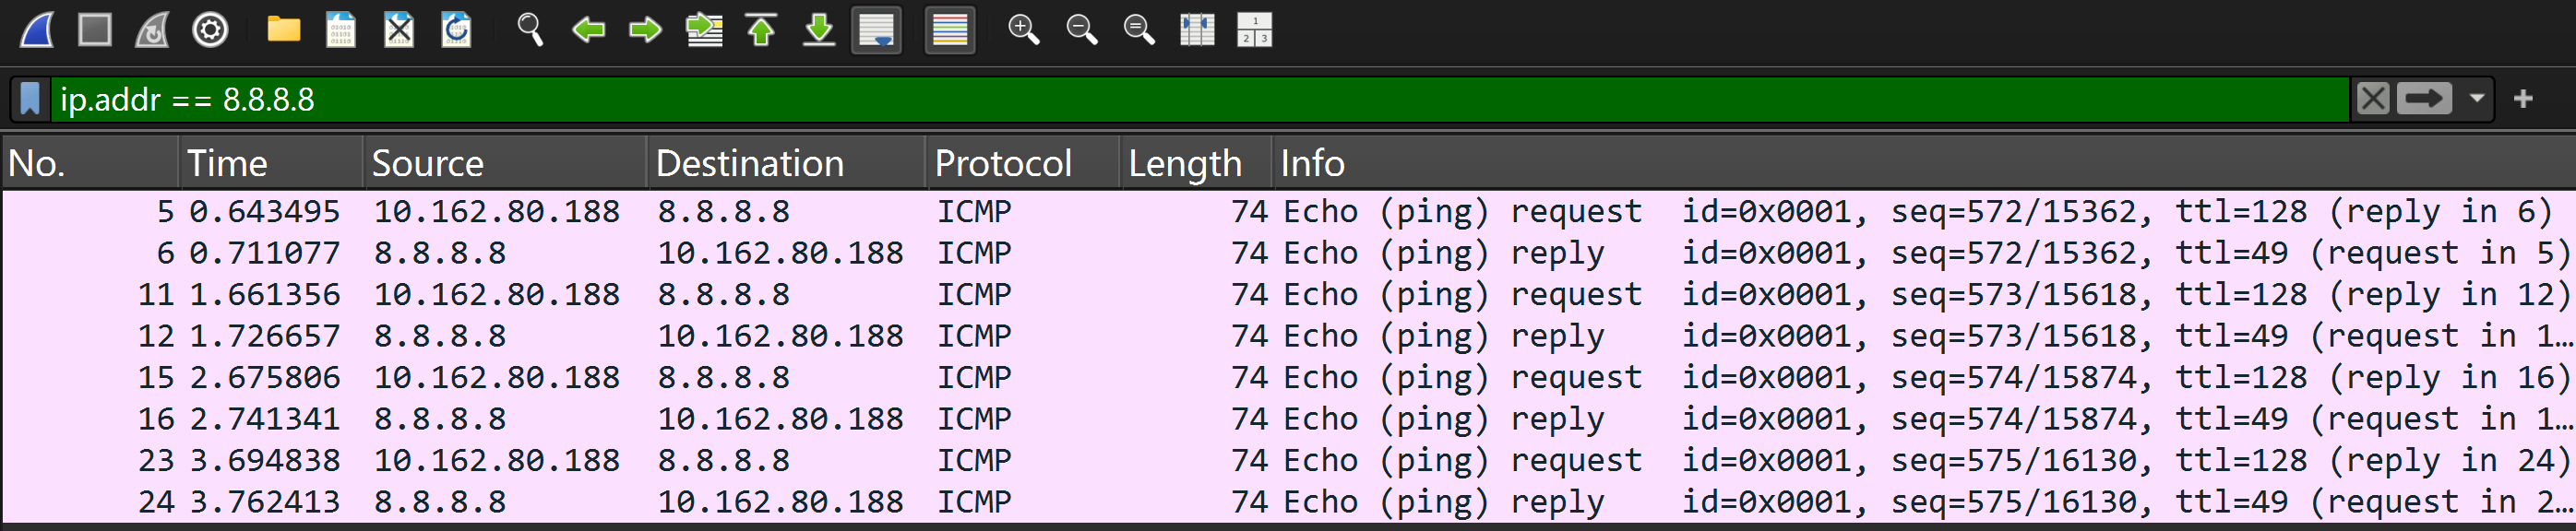 ip.addr == 8.8.8.8
No. Time Source Destination Protocol Length Info
5 0.643495 10.162.80.188 8.8.8.8 ICMP 74 Echo (ping) request id=0x0001, seq=572/15362, ttl=128 (reply in 6)
6 0.711077 8.8.8.8 10.162.80.188 ICMP 74 Echo (ping) reply id=0x0001, seq=572/15362, ttl=49 (request in 5)
11 1.661356 10.162.80.188 8.8.8.8 ICMP 74 Echo (ping) request id=0x0001, seq=573/15618, ttl=128 (reply in 12)
12 1.726657 8.8.8.8 10.162.80.188 ICMP 74 Echo (ping) reply id=0x0001, seq=573/15618, ttl=49 (request in 1…
15 2.675806 10.162.80.188 8.8.8.8 ICMP 74 Echo (ping) request id=0x0001, seq=574/15874, ttl=128 (reply in 16)
16 2.741341 8.8.8.8 10.162.80.188 ICMP 74 Echo (ping) reply id=0x0001, seq=574/15874, ttl=49 (request in 1…
23 3.694838 10.162.80.188 8.8.8.8 ICMP 74 Echo (ping) request id=0x0001, seq=575/16130, ttl=128 (reply in 24)
24 3.762413 8.8.8.8 10.162.80.188 ICMP 74 Echo (ping) reply id=0x0001, seq=575/16130, ttl=49 (request in 2…